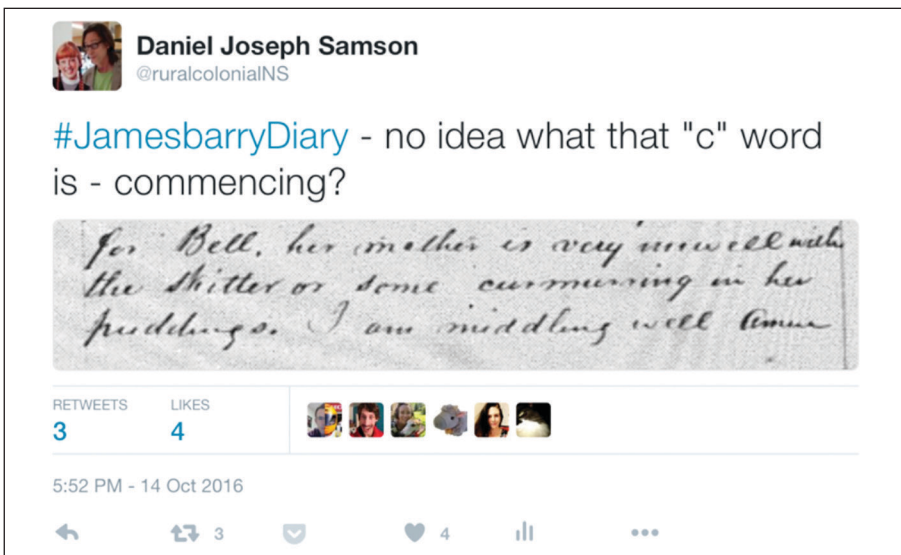 Daniel Joseph Samson
@ruralcolonialNS
#JamesbarryDiary - no idea what that "c" word
is - commencing?
for Bell, her mother is very unwell with
the skitter or some curmurring in her
puddings. I am middling well
RETWEETS LIKES
3 4
5:52 PM - 14 Oct 2016
3 4